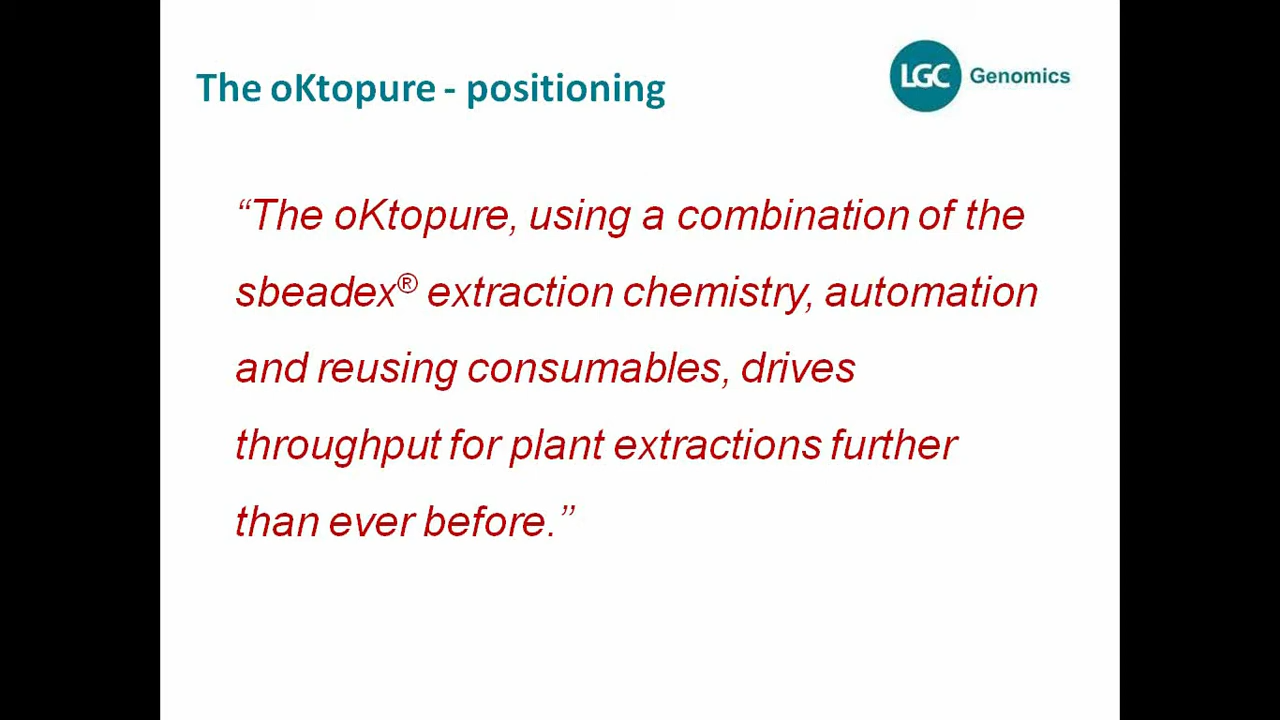 The oKtopure - positioning
LGC Genomics
“The oKtopure, using a combination of the
sbeadex® extraction chemistry, automation
and reusing consumables, drives
throughput for plant extractions further
than ever before.”